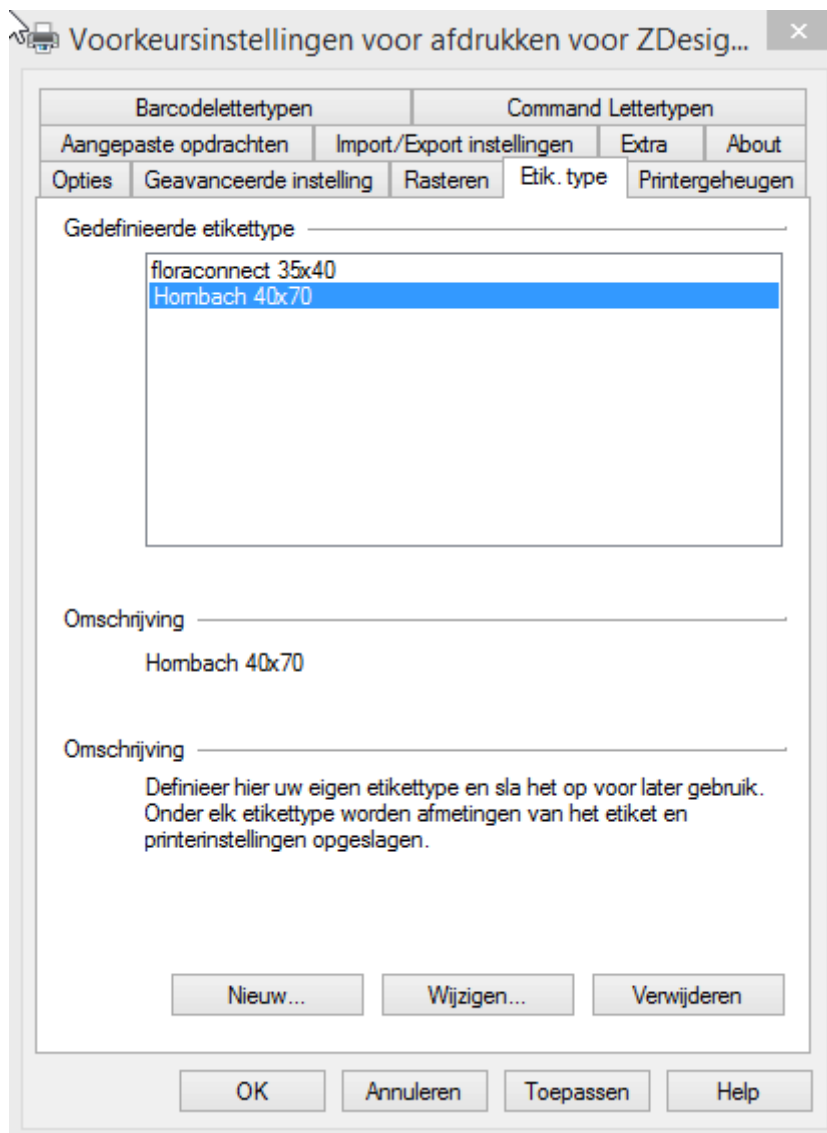 Voorkeursinstellingen voor afdrukken voor ZDesig...
Barcodelettertypen
Command Lettertypen
Aangepaste opdrachten
Import/Export instellingen
Extra
About
Opties
Geavanceerde instelling
Rasteren
Etik. type
Printergeheugen
Gedefinieerde etikettype
floraconnect 35x40
Hornbach 40x70
Omschrijving
Hornbach 40x70
Omschrijving
Definieer hier uw eigen etikettype en sla het op voor later gebruik.
Onder elk etikettype worden afmetingen van het etiket en
printerinstellingen opgeslagen.
Nieuw...
Wijzigen...
Verwijderen
OK
Annuleren
Toepassen
Help